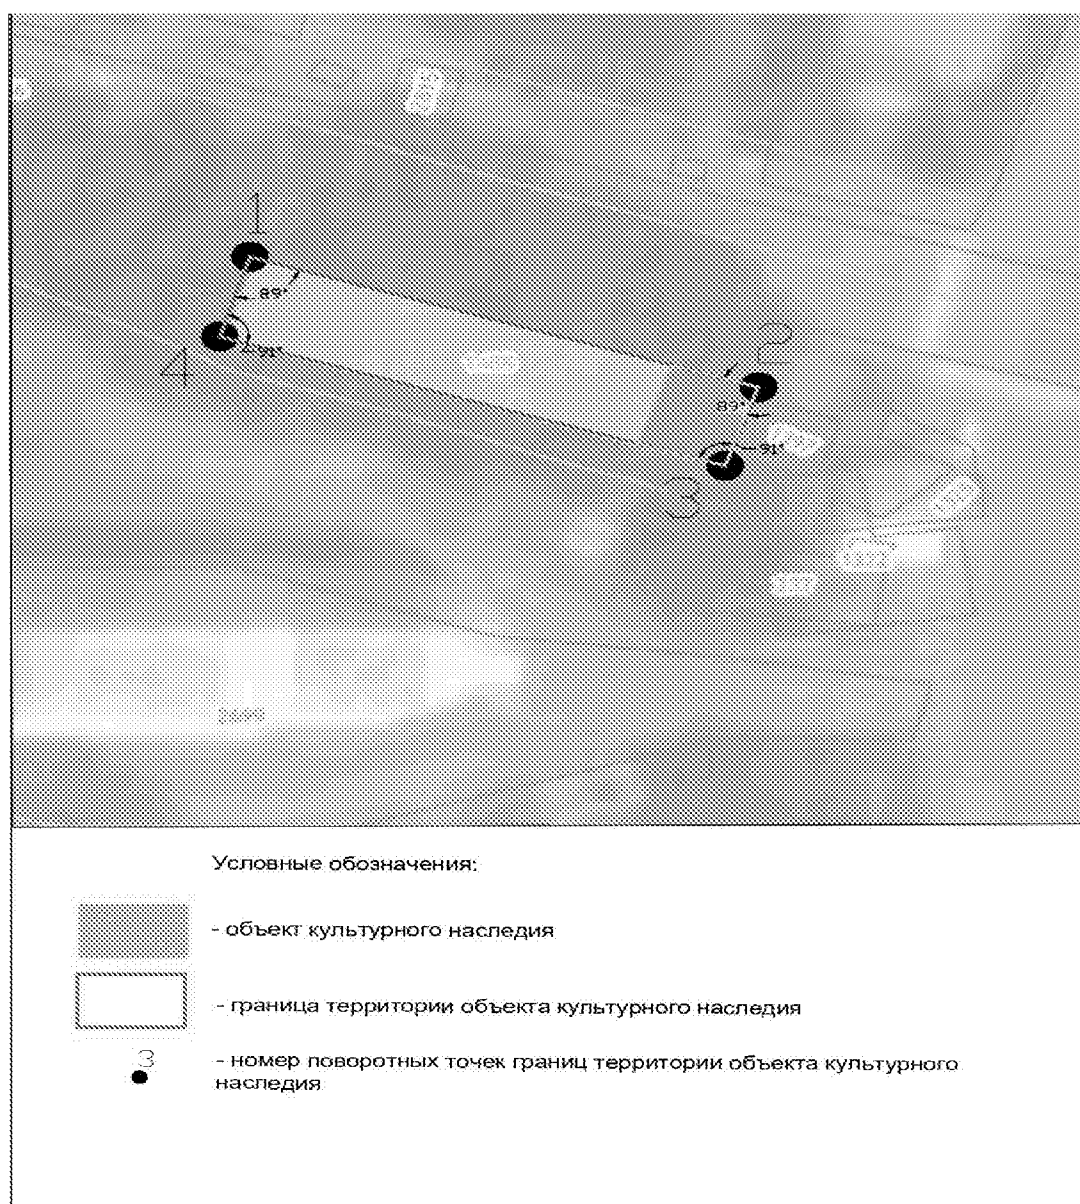 1
89°
91°
4
2
89°
91°
3
2699
Условные обозначения:
- объект культурного наследия
- граница территории объекта культурного наследия
3
- номер поворотных точек границ территории объекта культурного
наследия